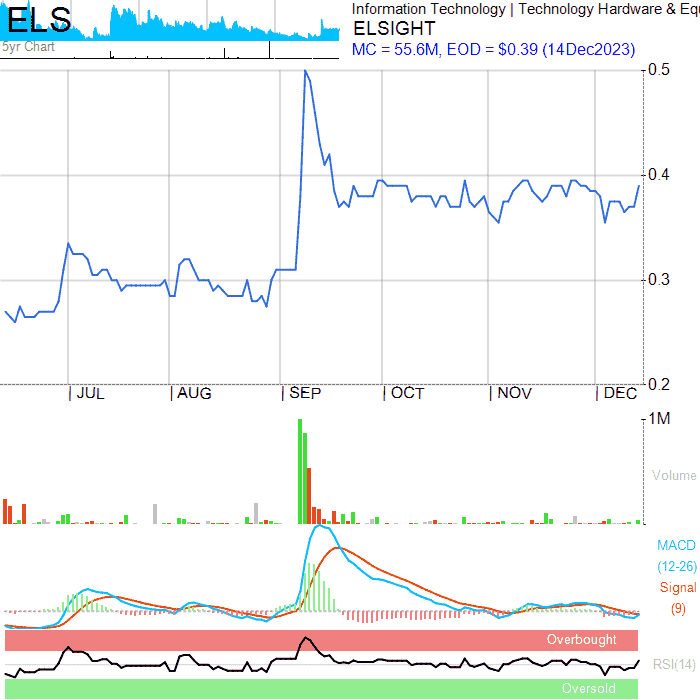 ELS
5yr Chart
Information Technology | Technology Hardware & Equ
ELSIGHT
MC = 55.6M, EOD = $0.39 (14Dec2023)
0.5
0.4
0.3
0.2
JUL AUG SEP OCT NOV DEC
1M
Volume
MACD
(12-26)
Signal
(9)
Overbought
RSI(14)
Oversold